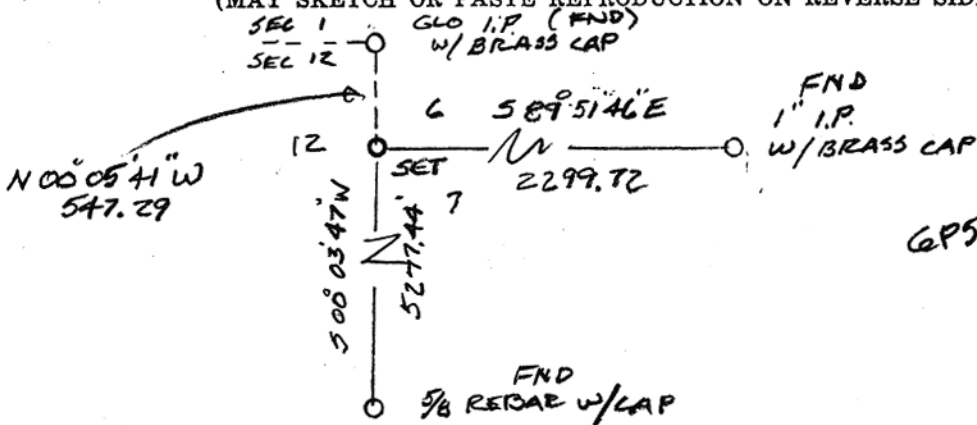 (MAY SKETCH OR PASTE REPRODUCTION ON REVERSE SID
SEC 1
SEC 12
GLO I.P. (FND)
W/ BRASS CAP
6
S 89° 51' 46" E
FND
1" I.P.
W/ BRASS CAP
12
SET
2299.72
7
N 00° 05' 41" W
547.29
S 00° 03' 47" W
5277.44'
GPS
FND
5/8 REBAR W/CAP